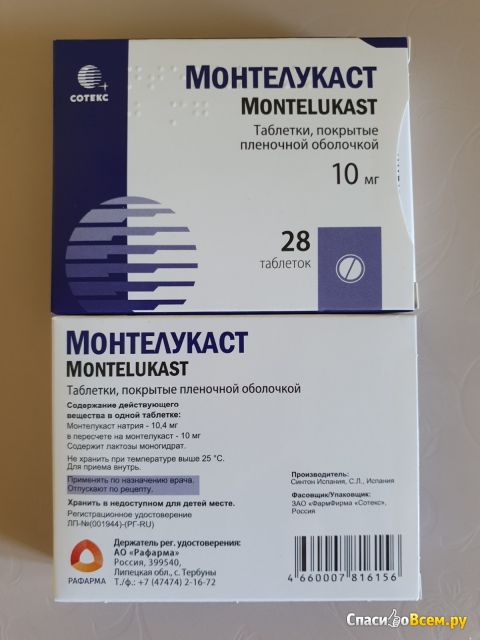 СОТЕКС
МОНТЕЛУКАСТ
MONTELUKAST
Таблетки, покрытые
пленочной оболочкой
10 мг
28
таблеток
МОНТЕЛУКАСТ
MONTELUKAST
Таблетки, покрытые пленочной оболочкой
Содержание действующего
вещества в одной таблетке:
Монтелукаст натрия - 10,4 мг
в пересчете на монтелукаст - 10 мг
Содержит лактозы моногидрат.
Не хранить при температуре выше 25 °C.
Для приема внутрь.
Применять по назначению врача.
Отпускают по рецепту.
Хранить в недоступном для детей месте.
Регистрационное удостоверение
ЛП-№(001944)-(РГ-RU)
Производитель:
Синтон Испания, С.Л., Испания
Фасовщик/Упаковщик:
ЗАО «ФармФирма «Сотекс»,
Россия
РАФАРМА
Держатель рег. удостоверения:
АО «Рафарма»
Россия, 399540,
Липецкая обл., с. Тербуны
Т./ф.: +7 (47474) 2-16-72
4 660007 816156
СпасибоВсем.ру